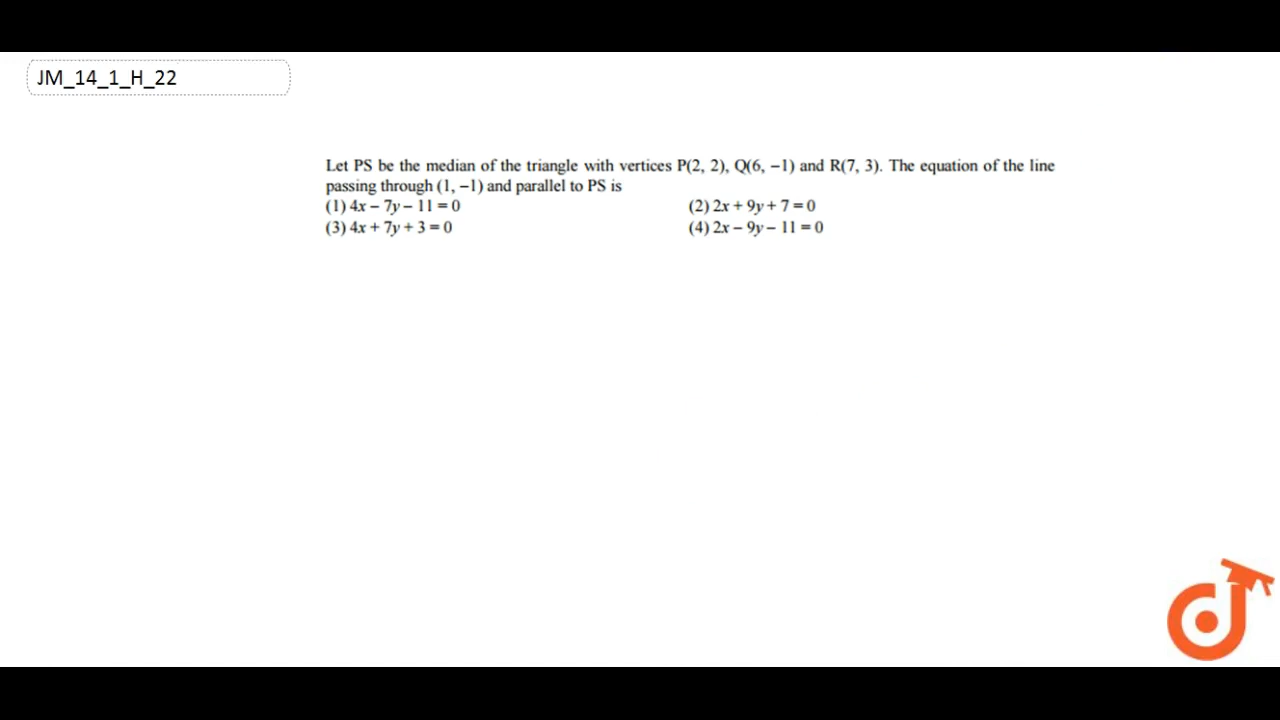 JM_14_1_H_22
Let PS be the median of the triangle with vertices P(2, 2), Q(6, −1) and R(7, 3). The equation of the line
passing through (1, −1) and parallel to PS is
(1) 4x – 7y – 11 = 0 (2) 2x + 9y + 7 = 0
(3) 4x + 7y + 3 = 0 (4) 2x – 9y – 11 = 0